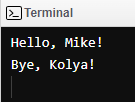 Terminal
Hello, Mike!
Bye, Kolya!